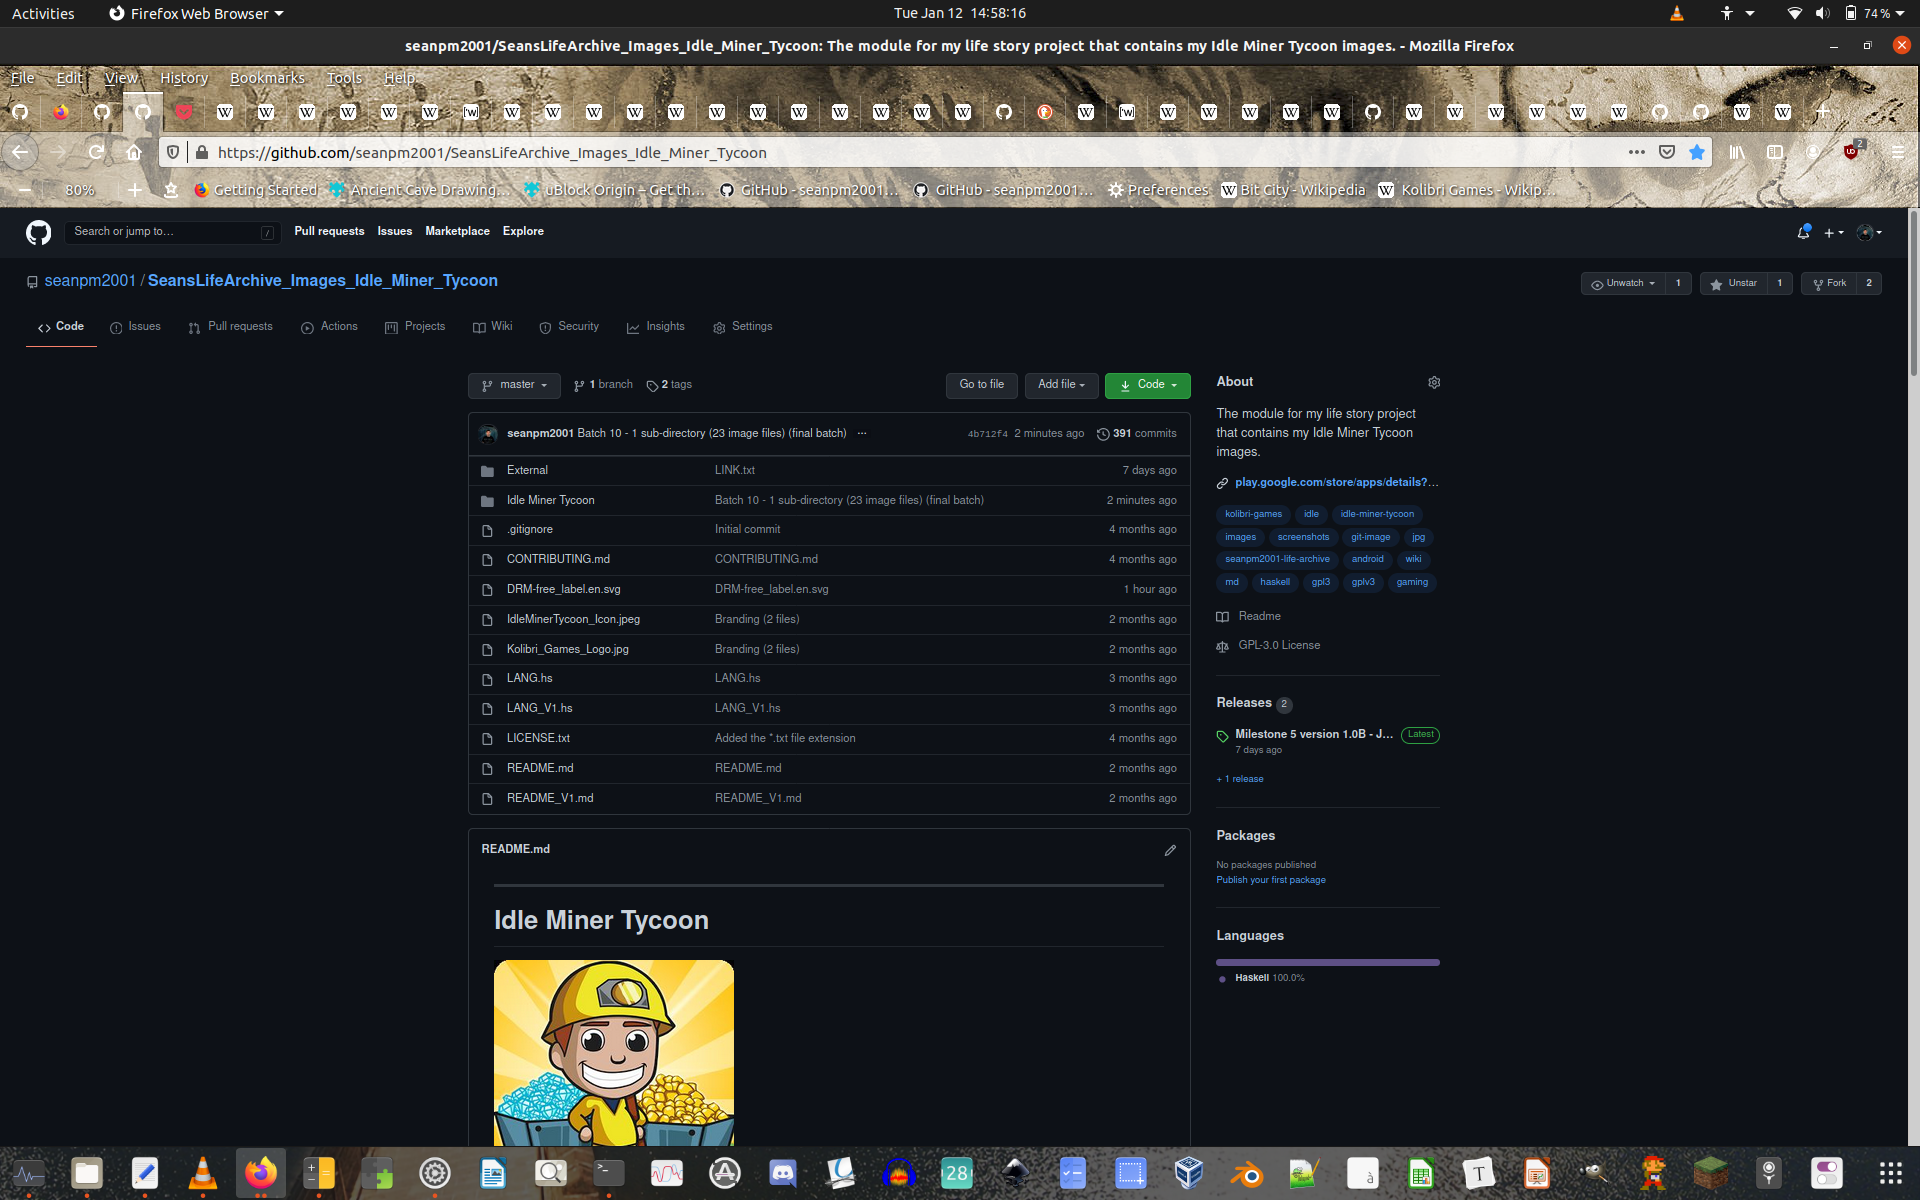 Activities Firefox Web Browser Tue Jan 12 14:58:16 74%
seanpm2001/SeansLifeArchive_Images_Idle_Miner_Tycoon: The module for my life story project that contains my Idle Miner Tycoon images. - Mozilla Firefox
File Edit View History Bookmarks Tools Help
https://github.com/seanpm2001/SeansLifeArchive_Images_Idle_Miner_Tycoon 2
80% Getting Started Ancient Cave Drawing… uBlock Origin – Get th… GitHub - seanpm2001… GitHub - seanpm2001… Preferences Bit City - Wikipedia Kolibri Games - Wikip…
Search or jump to… / Pull requests Issues Marketplace Explore
seanpm2001 / SeansLifeArchive_Images_Idle_Miner_Tycoon Unwatch 1 Unstar 1 Fork 2
Code Issues Pull requests Actions Projects Wiki Security Insights Settings
master 1 branch 2 tags Go to file Add file Code
seanpm2001 Batch 10 - 1 sub-directory (23 image files) (final batch) ··· 4b712f4 2 minutes ago 391 commits
External LINK.txt 7 days ago
Idle Miner Tycoon Batch 10 - 1 sub-directory (23 image files) (final batch) 2 minutes ago
.gitignore Initial commit 4 months ago
CONTRIBUTING.md CONTRIBUTING.md 4 months ago
DRM-free_label.en.svg DRM-free_label.en.svg 1 hour ago
IdleMinerTycoon_Icon.jpeg Branding (2 files) 2 months ago
Kolibri_Games_Logo.jpg Branding (2 files) 2 months ago
LANG.hs LANG.hs 3 months ago
LANG_V1.hs LANG_V1.hs 3 months ago
LICENSE.txt Added the *.txt file extension 4 months ago
README.md README.md 2 months ago
README_V1.md README_V1.md 2 months ago
README.md
Idle Miner Tycoon
About
The module for my life story project
that contains my Idle Miner Tycoon
images.
play.google.com/store/apps/details?…
kolibri-games idle idle-miner-tycoon
images screenshots git-image jpg
seanpm2001-life-archive android wiki
md haskell gpl3 gplv3 gaming
Readme
GPL-3.0 License
Releases 2
Milestone 5 version 1.0B - J… Latest
7 days ago
+ 1 release
Packages
No packages published
Publish your first package
Languages
Haskell 100.0%
28